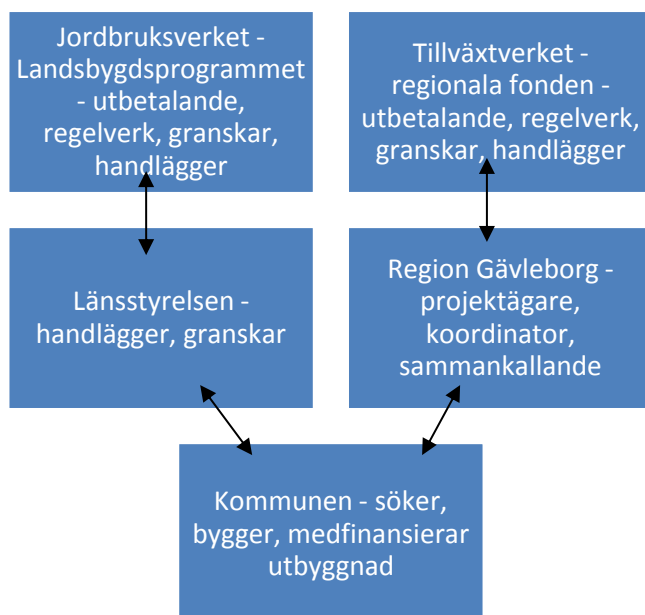 Jordbruksverket -
Landsbygdsprogrammet
- utbetalande,
regelverk, granskar,
handlägger
Tillväxtverket -
regionala fonden -
utbetalande, regelverk,
granskar, handlägger
Länsstyrelsen -
handlägger, granskar
Region Gävleborg -
projektägare,
koordinator,
sammankallande
Kommunen - söker,
bygger, medfinansierar
utbyggnad